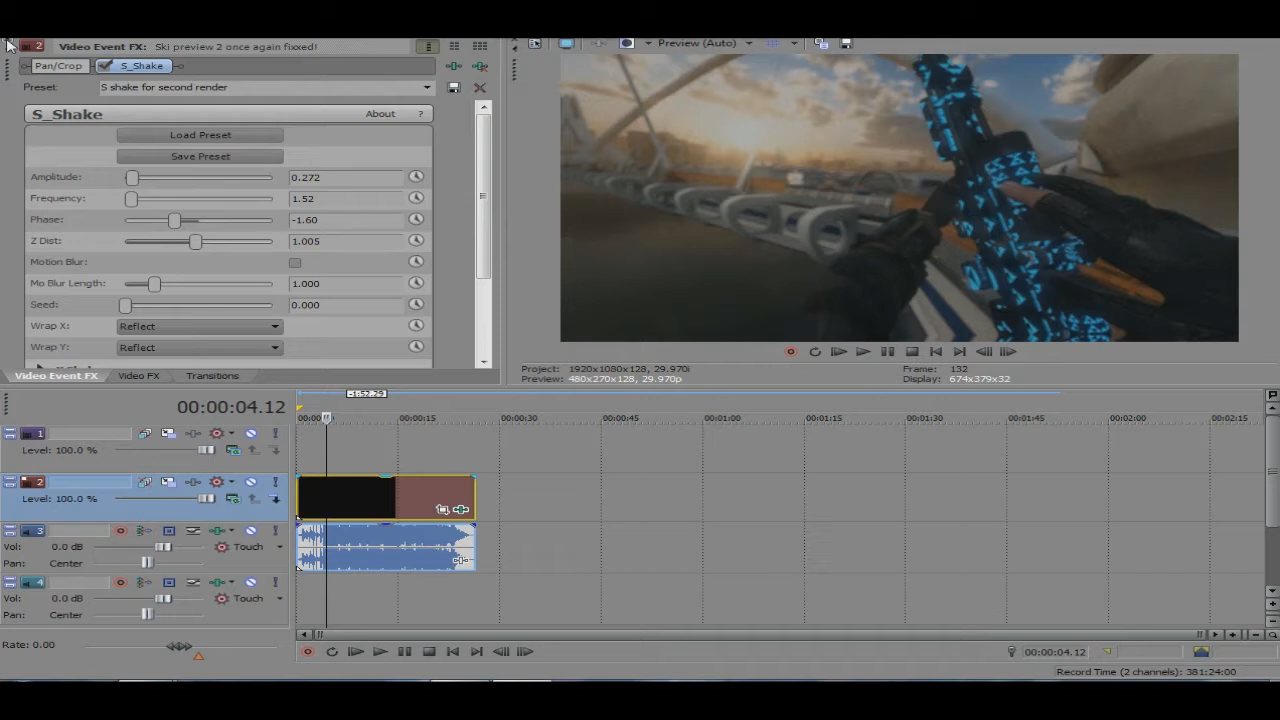 2 Video Event FX: Ski preview 2 once again fixxed!
Preview (Auto)
Pan/Crop S_Shake
Preset: S shake for second render
S_Shake About ?
Load Preset
Save Preset
Amplitude: 0.272
Frequency: 1.52
Phase: -1.60
Z Dist: 1.005
Motion Blur:
Mo Blur Length: 1.000
Seed: 0.000
Wrap X: Reflect
Wrap Y: Reflect
Video Event FX Video FX Transitions
Project: 1920x1080x128, 29.970i Frame: 132
Preview: 480x270x128, 29.970p Display: 674x379x32
-1:52.29
00:00:04.12
00:00:15 00:00:30 00:00:45 00:01:00 00:01:15 00:01:30 00:01:45 00:02:00 00:02:15
1
Level: 100.0 %
2
Level: 100.0 %
3
Vol: 0.0 dB Touch
Pan: Center
4
Vol: 0.0 dB Touch
Pan: Center
Rate: 0.00
00:00:04.12
Record Time (2 channels): 381:24:00